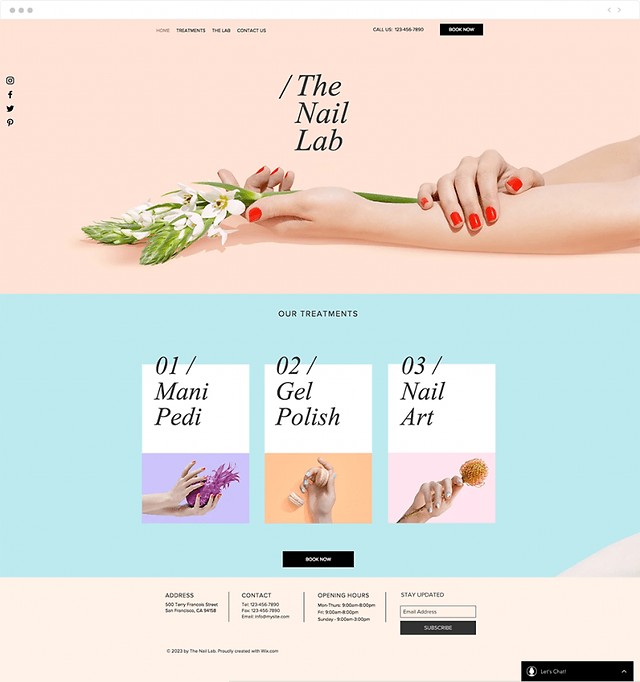 HOME TREATMENTS THE LAB CONTACT US
CALL US: 123-456-7890
BOOK NOW
/ The
Nail
Lab
OUR TREATMENTS
01 /
Mani
Pedi
02 /
Gel
Polish
03 /
Nail
Art
BOOK NOW
ADDRESS
500 Terry Francois Street
San Francisco, CA 94158
CONTACT
Tel: 123-456-7890
Fax: 123-456-7890
Email: info@mysite.com
OPENING HOURS
Mon-Thurs: 9:00am-8:00pm
Fri: 9:00am-8:00pm
Sunday - 9:00am-3:00pm
STAY UPDATED
Email Address
SUBSCRIBE
© 2023 by The Nail Lab. Proudly created with Wix.com
Let's Chat!